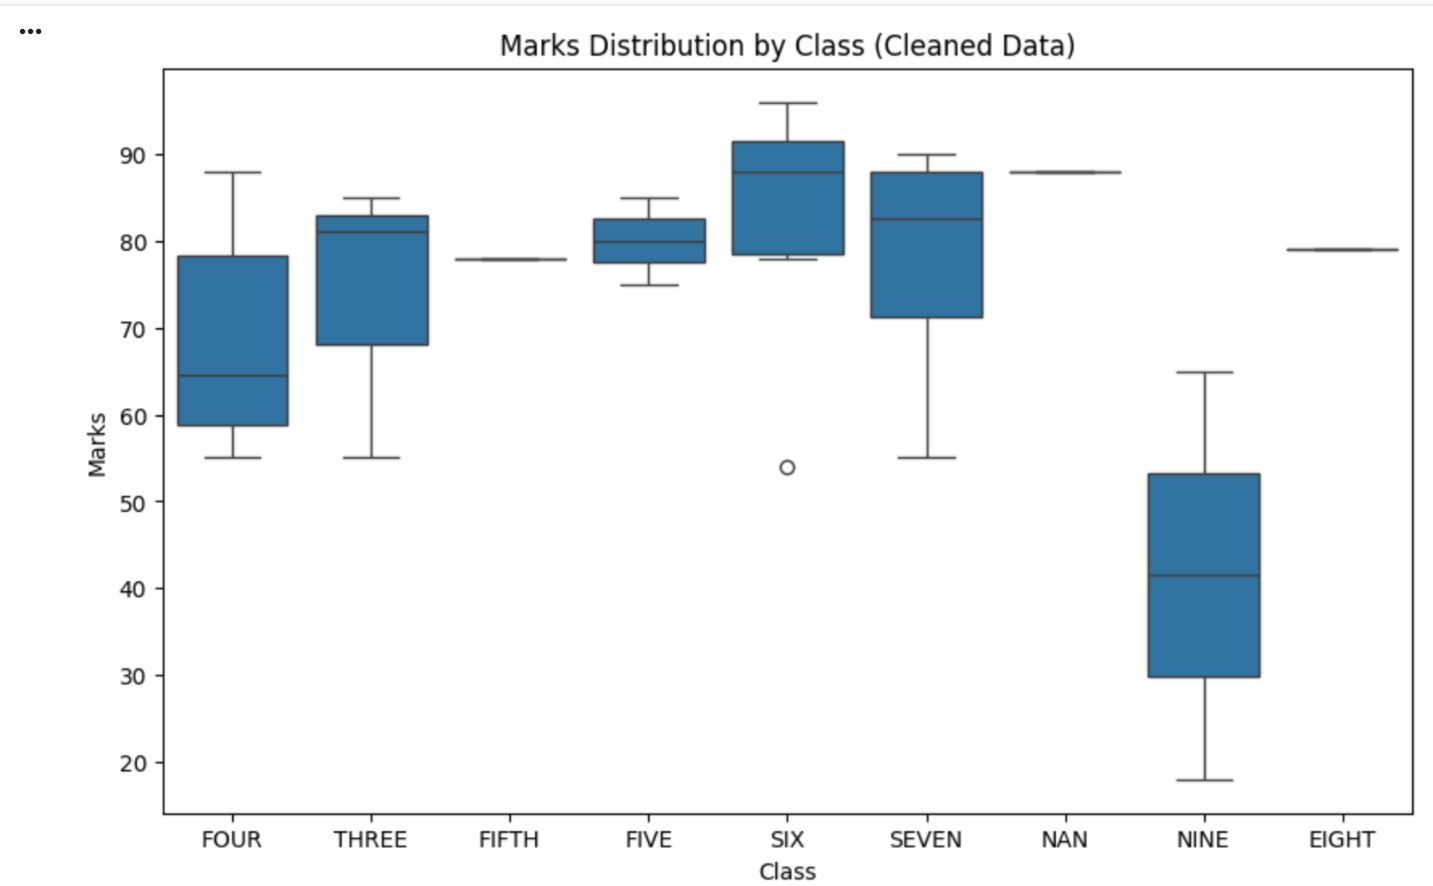 •••
Marks Distribution by Class (Cleaned Data)
Marks
90
80
70
60
50
40
30
20
FOUR THREE FIFTH FIVE SIX SEVEN NAN NINE EIGHT
Class